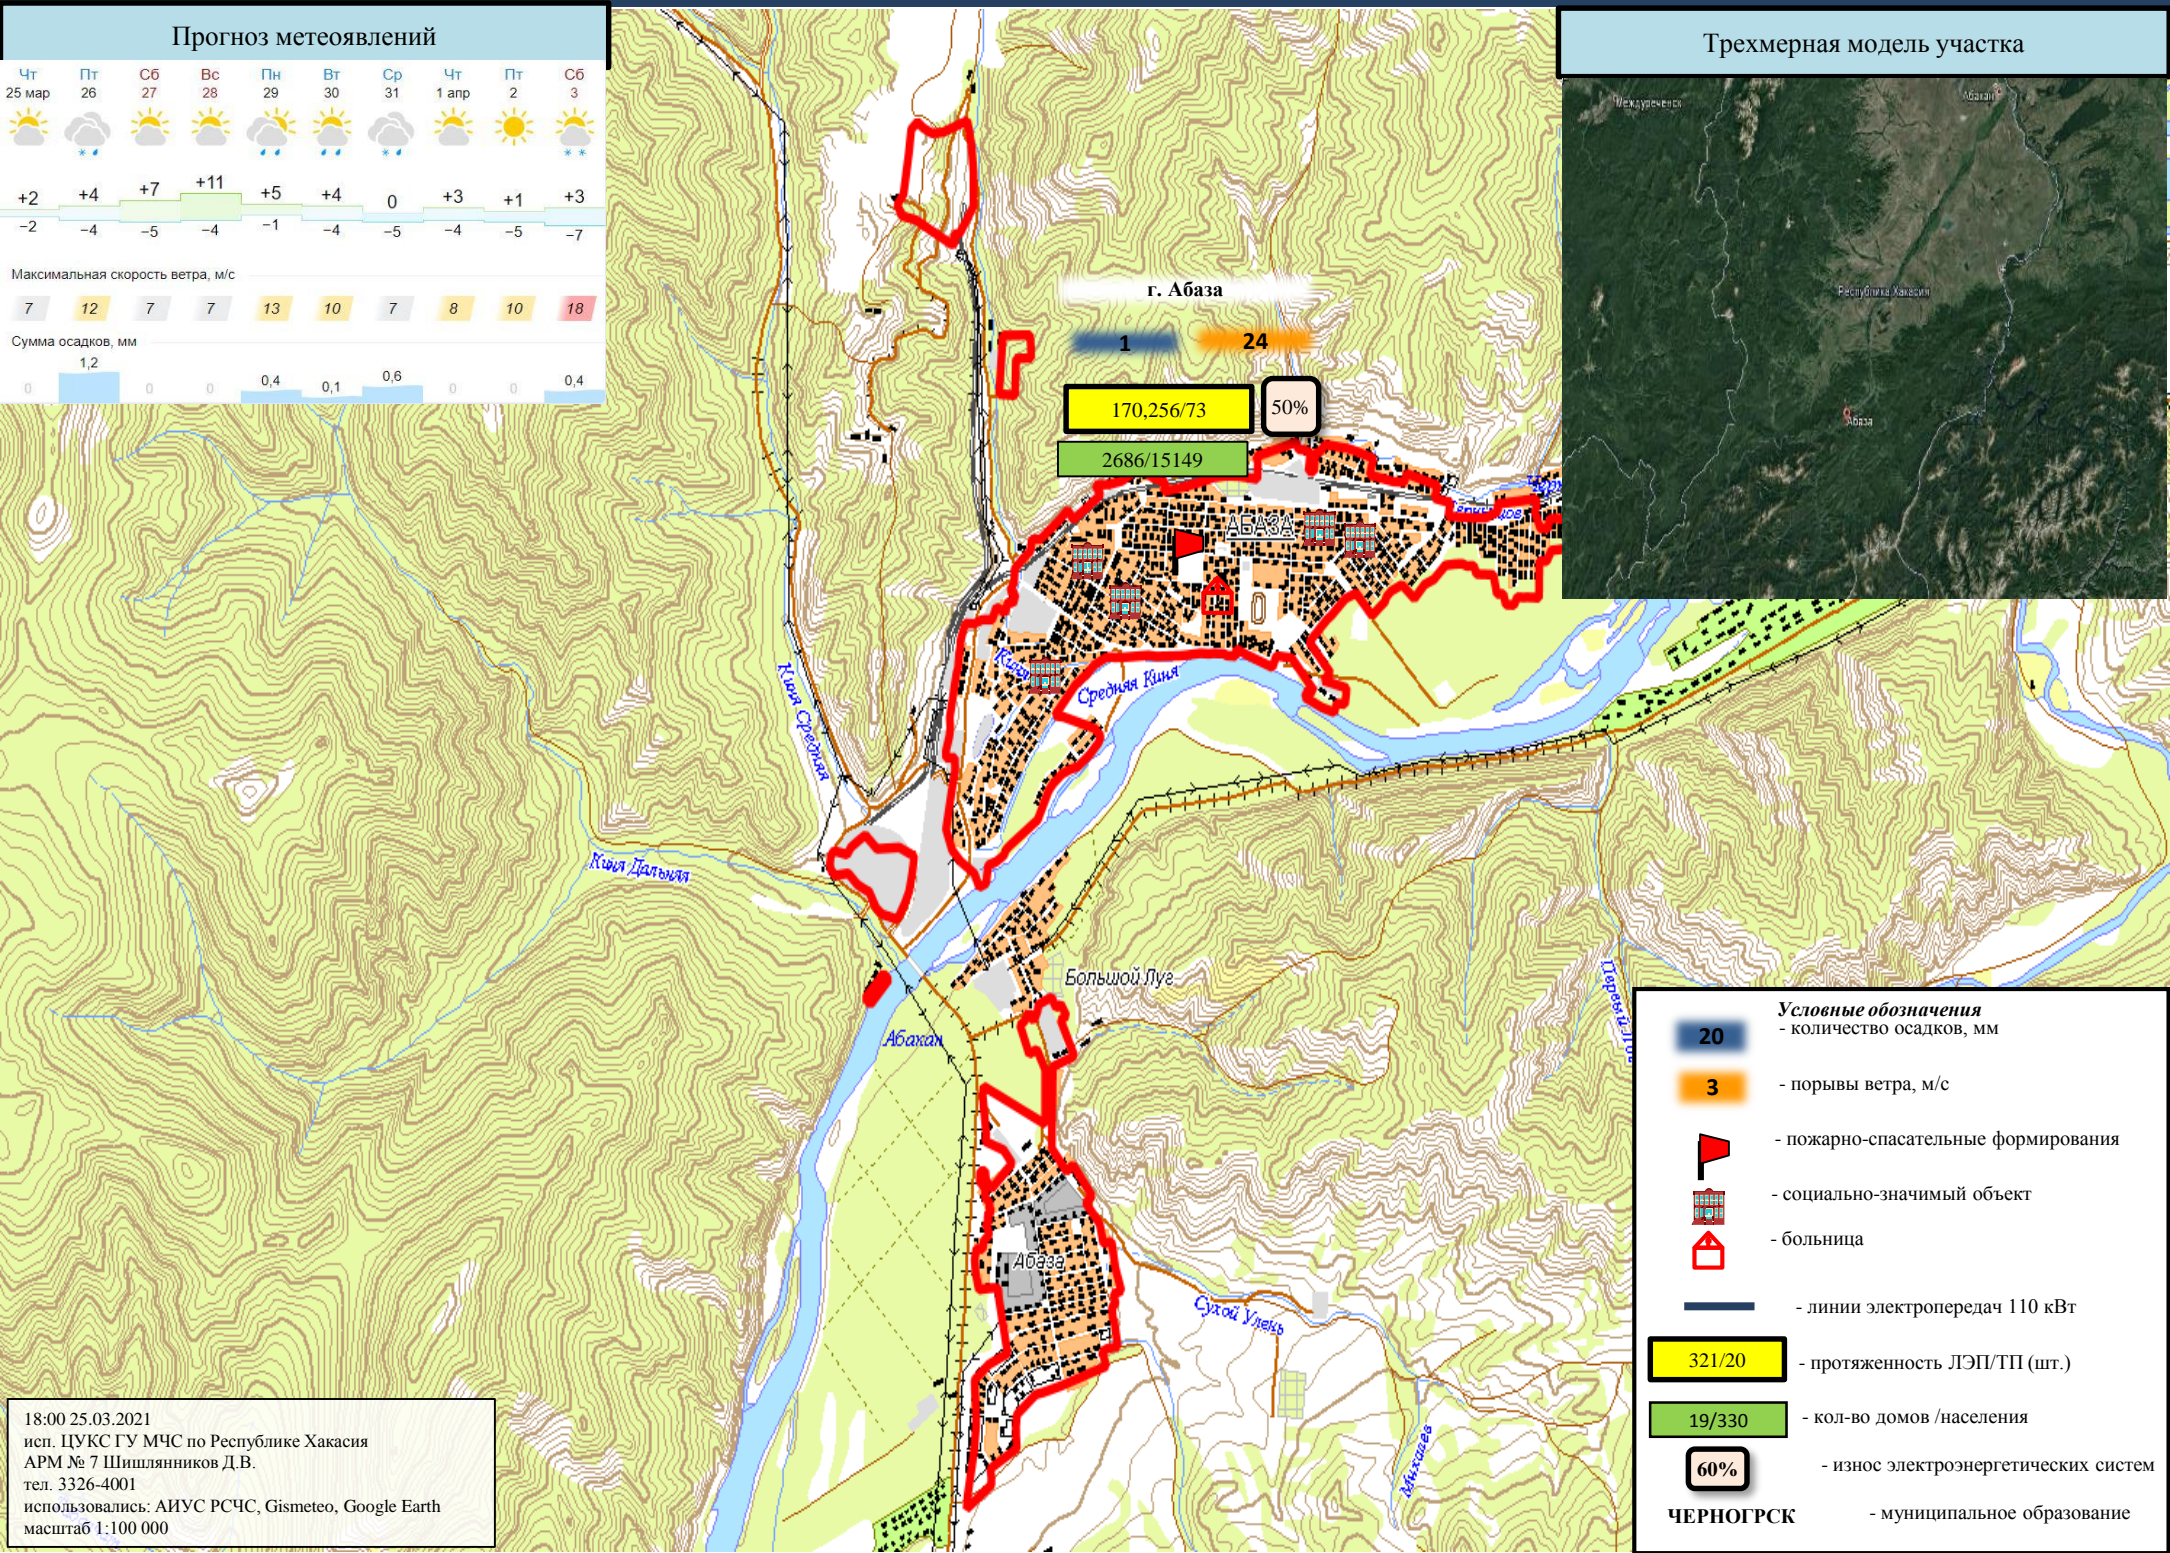 Прогноз метеоявлений
Чт Пт Сб Вс Пн Вт Ср Чт Пт Сб
25 мар 26 27 28 29 30 31 1 апр 2 3
+2 +4 +7 +11 +5 +4 0 +3 +1 +3
−2 −4 −5 −4 −1 −4 −5 −4 −5 −7
Максимальная скорость ветра, м/с
7 12 7 7 13 10 7 8 10 18
Сумма осадков, мм
0 1,2 0 0 0,4 0,1 0,6 0 0 0,4
Трехмерная модель участка
Междуреченск
Абакан
Республика Хакасия
Абаза
г. Абаза
1 24
170,256/73 50%
2686/15149
АБАЗА
Средняя Киня
Киня Средняя
Киня Дальняя
Большой Луг
Абакан
Абаза
Сухой Улень
Условные обозначения
20 - количество осадков, мм
3 - порывы ветра, м/с
- пожарно-спасательные формирования
- социально-значимый объект
- больница
- линии электропередач 110 кВт
321/20 - протяженность ЛЭП/ТП (шт.)
19/330 - кол-во домов /населения
60% - износ электроэнергетических систем
ЧЕРНОГРСК - муниципальное образование
18:00 25.03.2021
исп. ЦУКС ГУ МЧС по Республике Хакасия
АРМ № 7 Шишлянников Д.В.
тел. 3326-4001
использовались: АИУС РСЧС, Gismeteo, Google Earth
масштаб 1:100 000